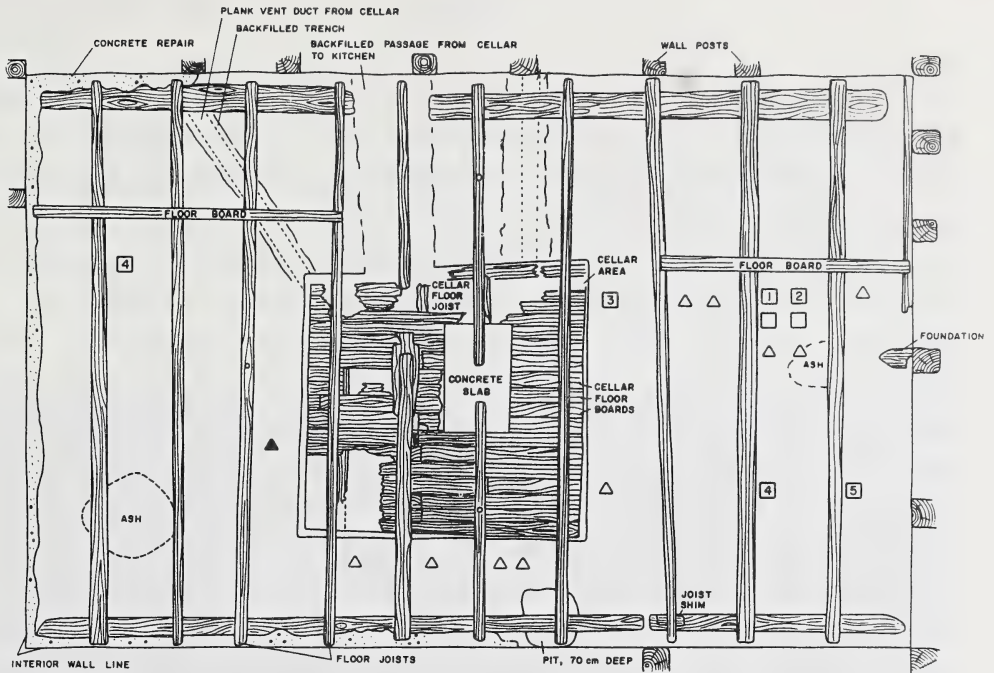 PLANK VENT DUCT FROM CELLAR
BACKFILLED TRENCH
CONCRETE REPAIR
BACKFILLED PASSAGE FROM CELLAR
TO KITCHEN
WALL POSTS
FLOOR BOARD
4
CELLAR
AREA
FLOOR BOARD
CELLAR
FLOOR
JOIST
3
1
2
FOUNDATION
ASH
CONCRETE
SLAB
CELLAR
FLOOR
BOARDS
4
5
ASH
JOIST
SHIM
INTERIOR WALL LINE
FLOOR JOISTS
PIT, 70 cm DEEP